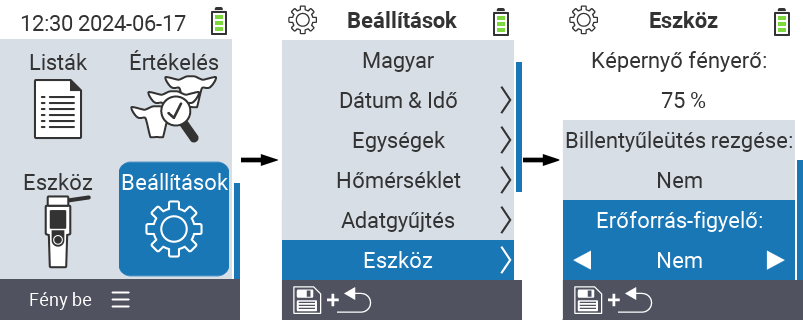 12:30 2024-06-17
Listák
Értékelés
Eszköz
Beállítások
Fény be
Beállítások
Magyar
Dátum & Idő
Egységek
Hőmérséklet
Adatgyűjtés
Eszköz
+
Eszköz
Képernyő fényerő:
75 %
Billentyűleütés rezgése:
Nem
Erőforrás-figyelő:
Nem
+